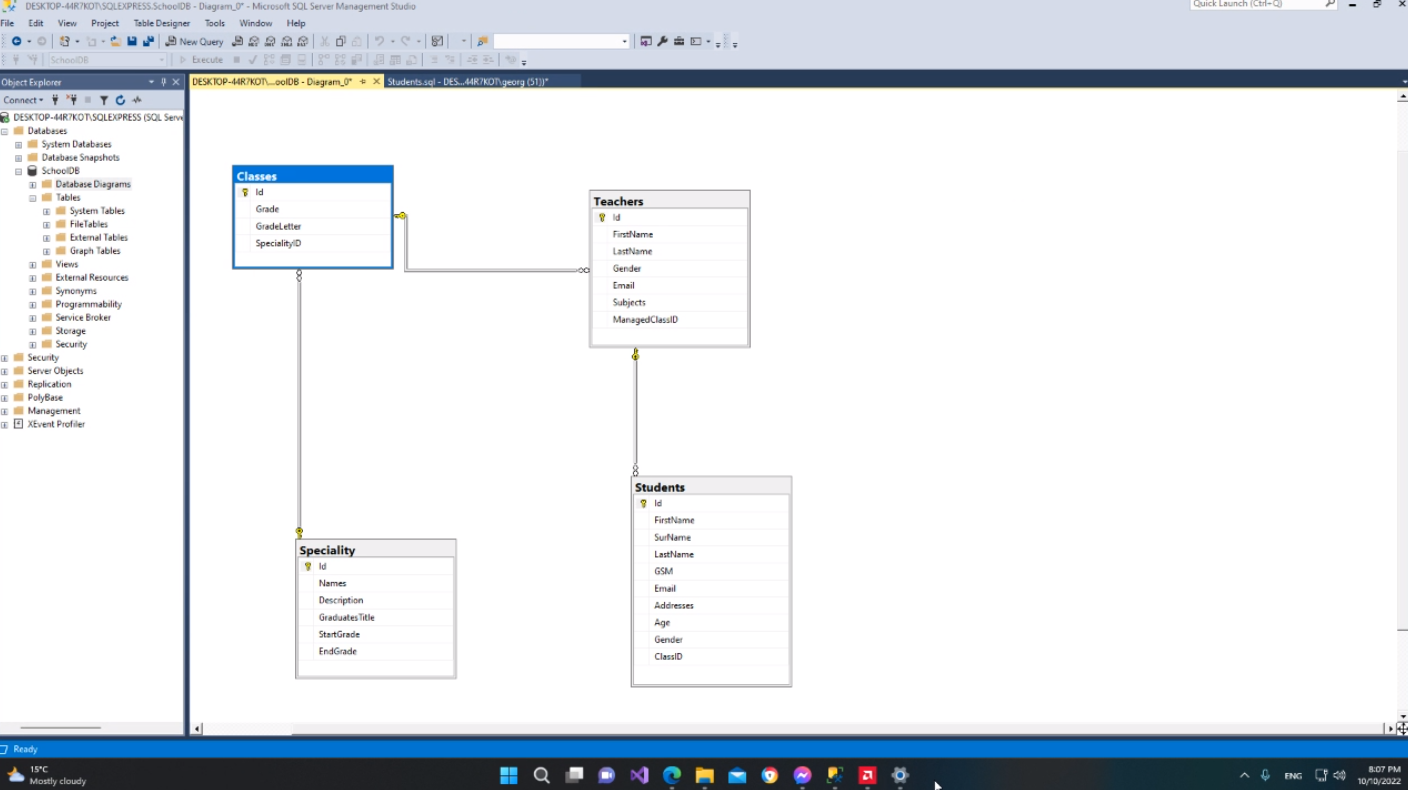 DESKTOP-44R7KOT\SQLEXPRESS.SchoolDB - Diagram_0* - Microsoft SQL Server Management Studio
Quick Launch (Ctrl+Q)
File Edit View Project Table Designer Tools Window Help
New Query
SchoolDB Execute
Object Explorer
DESKTOP-44R7KOT\...oolDB - Diagram_0* Students.sql - DES...44R7KOT\georg (51))*
Connect
DESKTOP-44R7KOT\SQLEXPRESS (SQL Serve
Databases
System Databases
Database Snapshots
SchoolDB
Database Diagrams
Tables
System Tables
FileTables
External Tables
Graph Tables
Views
External Resources
Synonyms
Programmability
Service Broker
Storage
Security
Security
Server Objects
Replication
PolyBase
Management
XEvent Profiler
Classes
Id
Grade
GradeLetter
SpecialityID
Teachers
Id
FirstName
LastName
Gender
Email
Subjects
ManagedClassID
Speciality
Id
Names
Description
GraduatesTitle
StartGrade
EndGrade
Students
Id
FirstName
SurName
LastName
GSM
Email
Addresses
Age
Gender
ClassID
Ready
15°C
Mostly cloudy
ENG
8:07 PM
10/10/2022